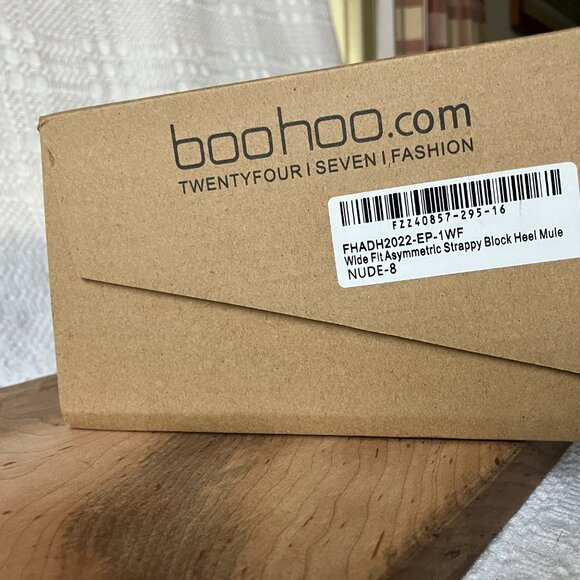 boohoo.com
TWENTYFOUR | SEVEN | FASHION
FZZ40857-295-16
FHADH2022-EP-1WF
Wide Fit Asymmetric Strappy Block Heel Mule
NUDE-8